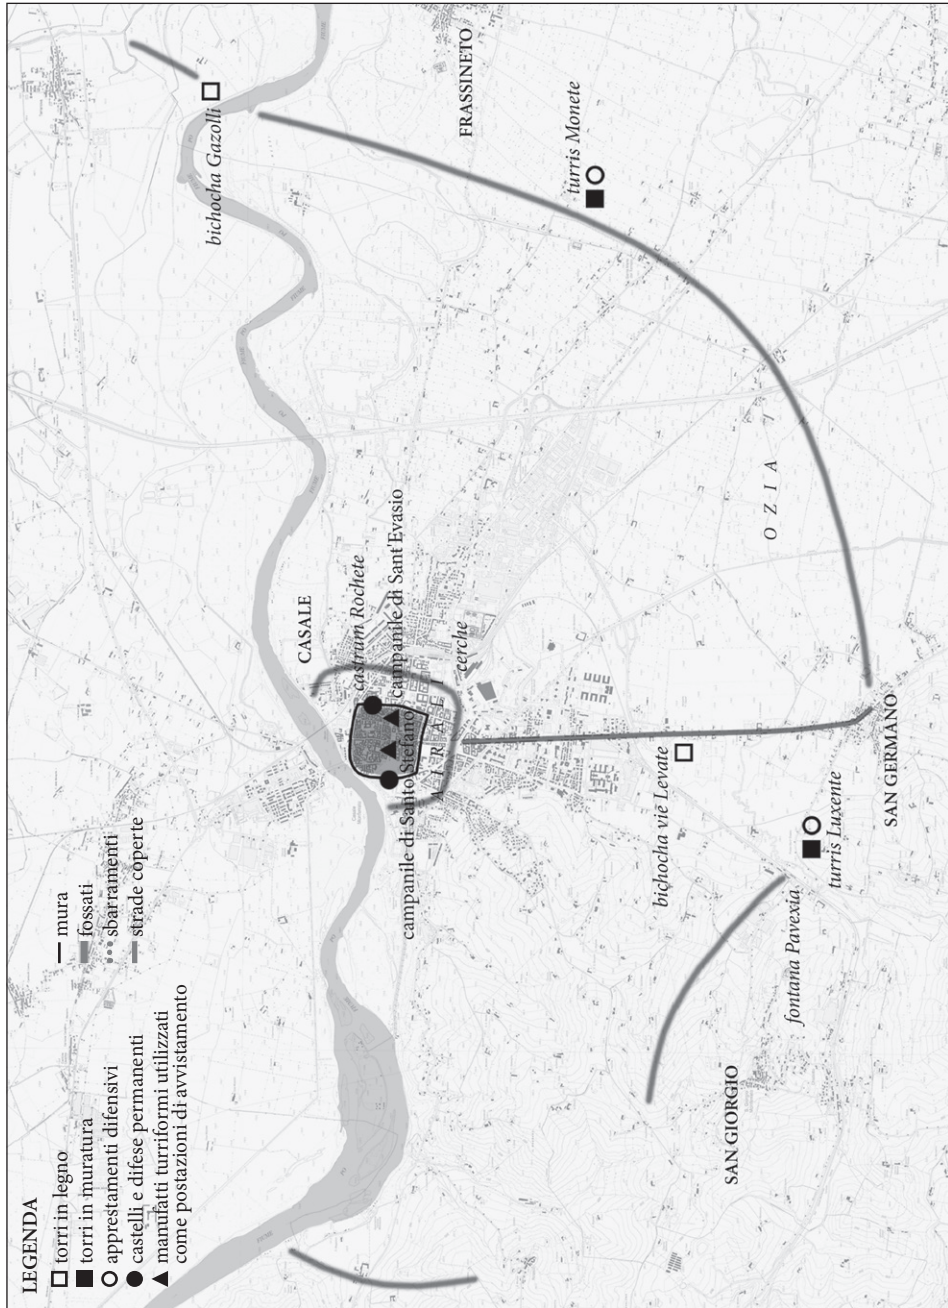 LEGENDA
torri in legno
torri in muratura
apprestamenti difensivi
castelli e difese permanenti
manufatti turriformi utilizzati
come postazioni di avvistamento
mura
fossati
sbarramenti
strade coperte
bichocha Gazolli
FRASSINETO
turris Monete
CASALE
castrum Rochete
campanile di Sant'Evasio
cerche
campanile di Santo Stefano
AIRALI
OZIA
bichocha vie Levate
SAN GERMANO
turris Luxente
fontana Pavexia
SAN GIORGIO